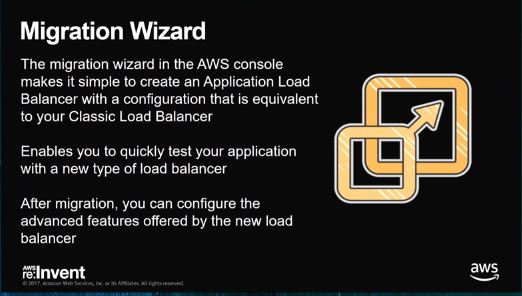 Migration Wizard
The migration wizard in the AWS console
makes it simple to create an Application Load
Balancer with a configuration that is equivalent
to your Classic Load Balancer
Enables you to quickly test your application
with a new type of load balancer
After migration, you can configure the
advanced features offered by the new load
balancer
AWS
re:Invent
© 2017, Amazon Web Services, Inc. or its Affiliates. All rights reserved.
aws